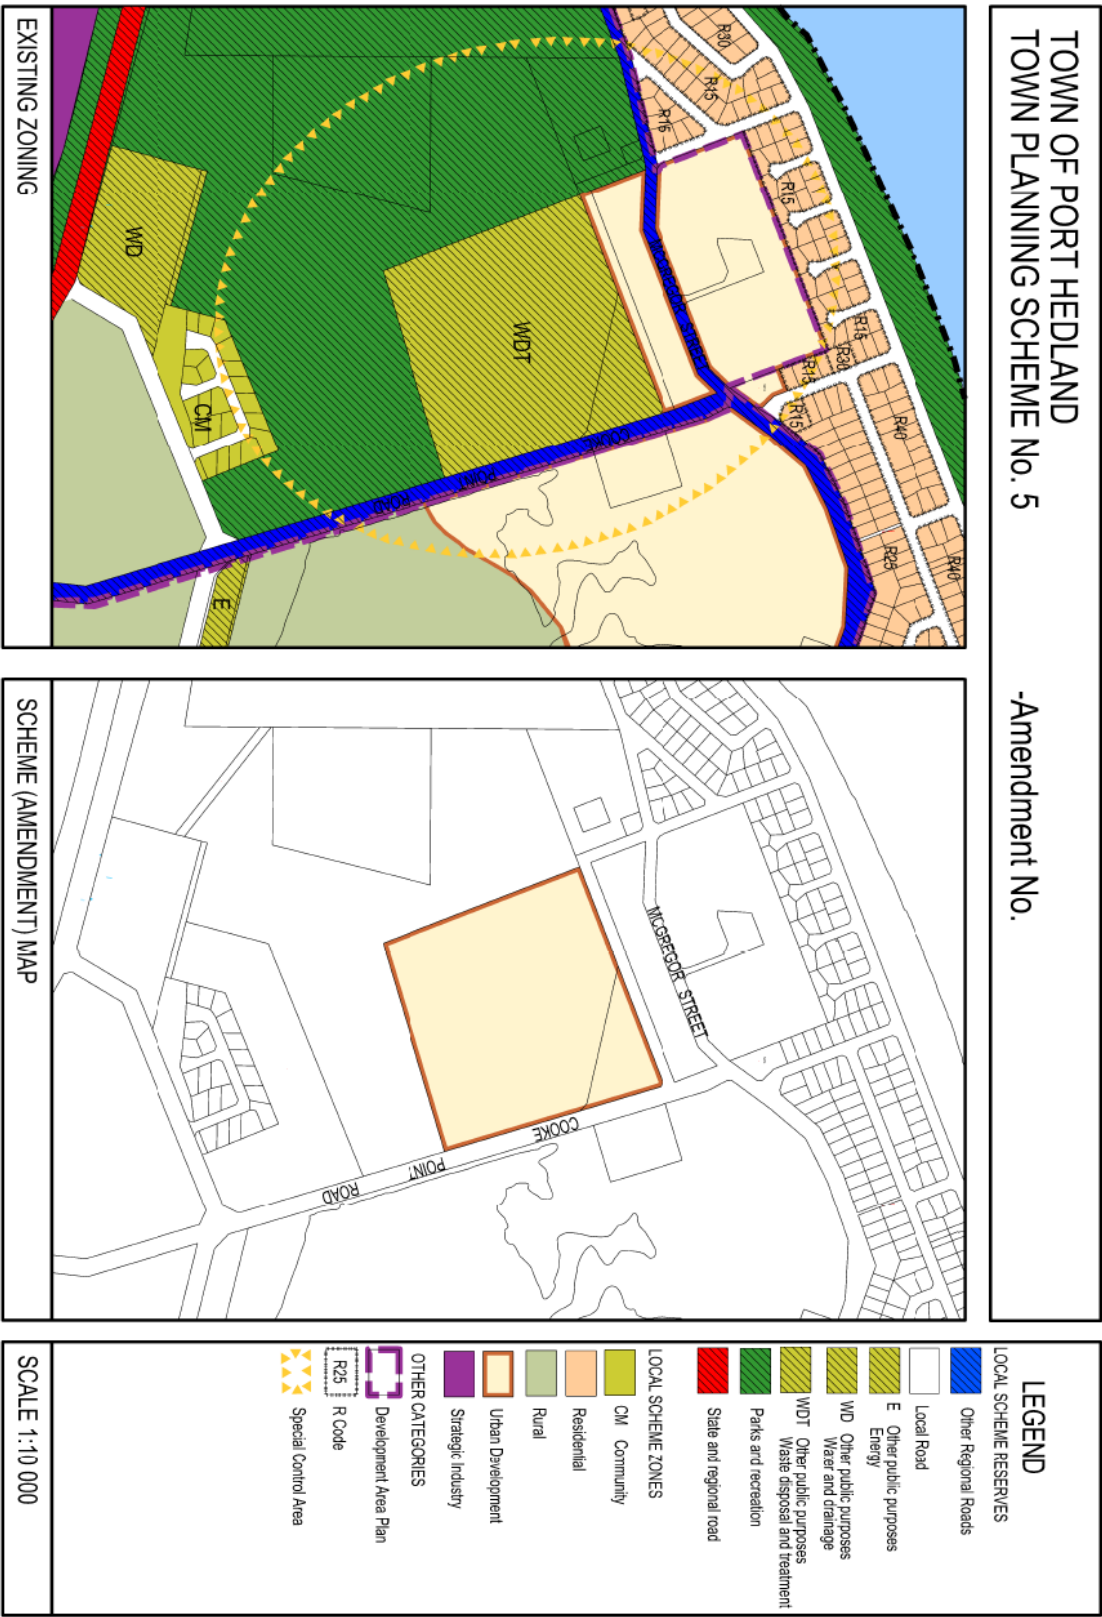 TOWN OF PORT HEDLAND
TOWN PLANNING SCHEME No. 5
-Amendment No.
R30
R15
R15
R15
R15
R30
R15
R15
R40
R40
R25
MCGREGOR STREET
WDT
WD
CM
E
COOKE
POINT
ROAD
EXISTING ZONING
MCGREGOR STREET
COOKE
POINT
ROAD
SCHEME (AMENDMENT) MAP
LEGEND
LOCAL SCHEME RESERVES
Other Regional Roads
Local Road
E Other public purposes
Energy
WD Other public purposes
Water and drainage
WDT Other public purposes
Waste disposal and treatment
Parks and recreation
State and regional road
LOCAL SCHEME ZONES
CM Community
Residential
Rural
Urban Development
Strategic Industry
OTHER CATEGORIES
Development Area Plan
R25
R Code
Special Control Area
SCALE 1:10 000